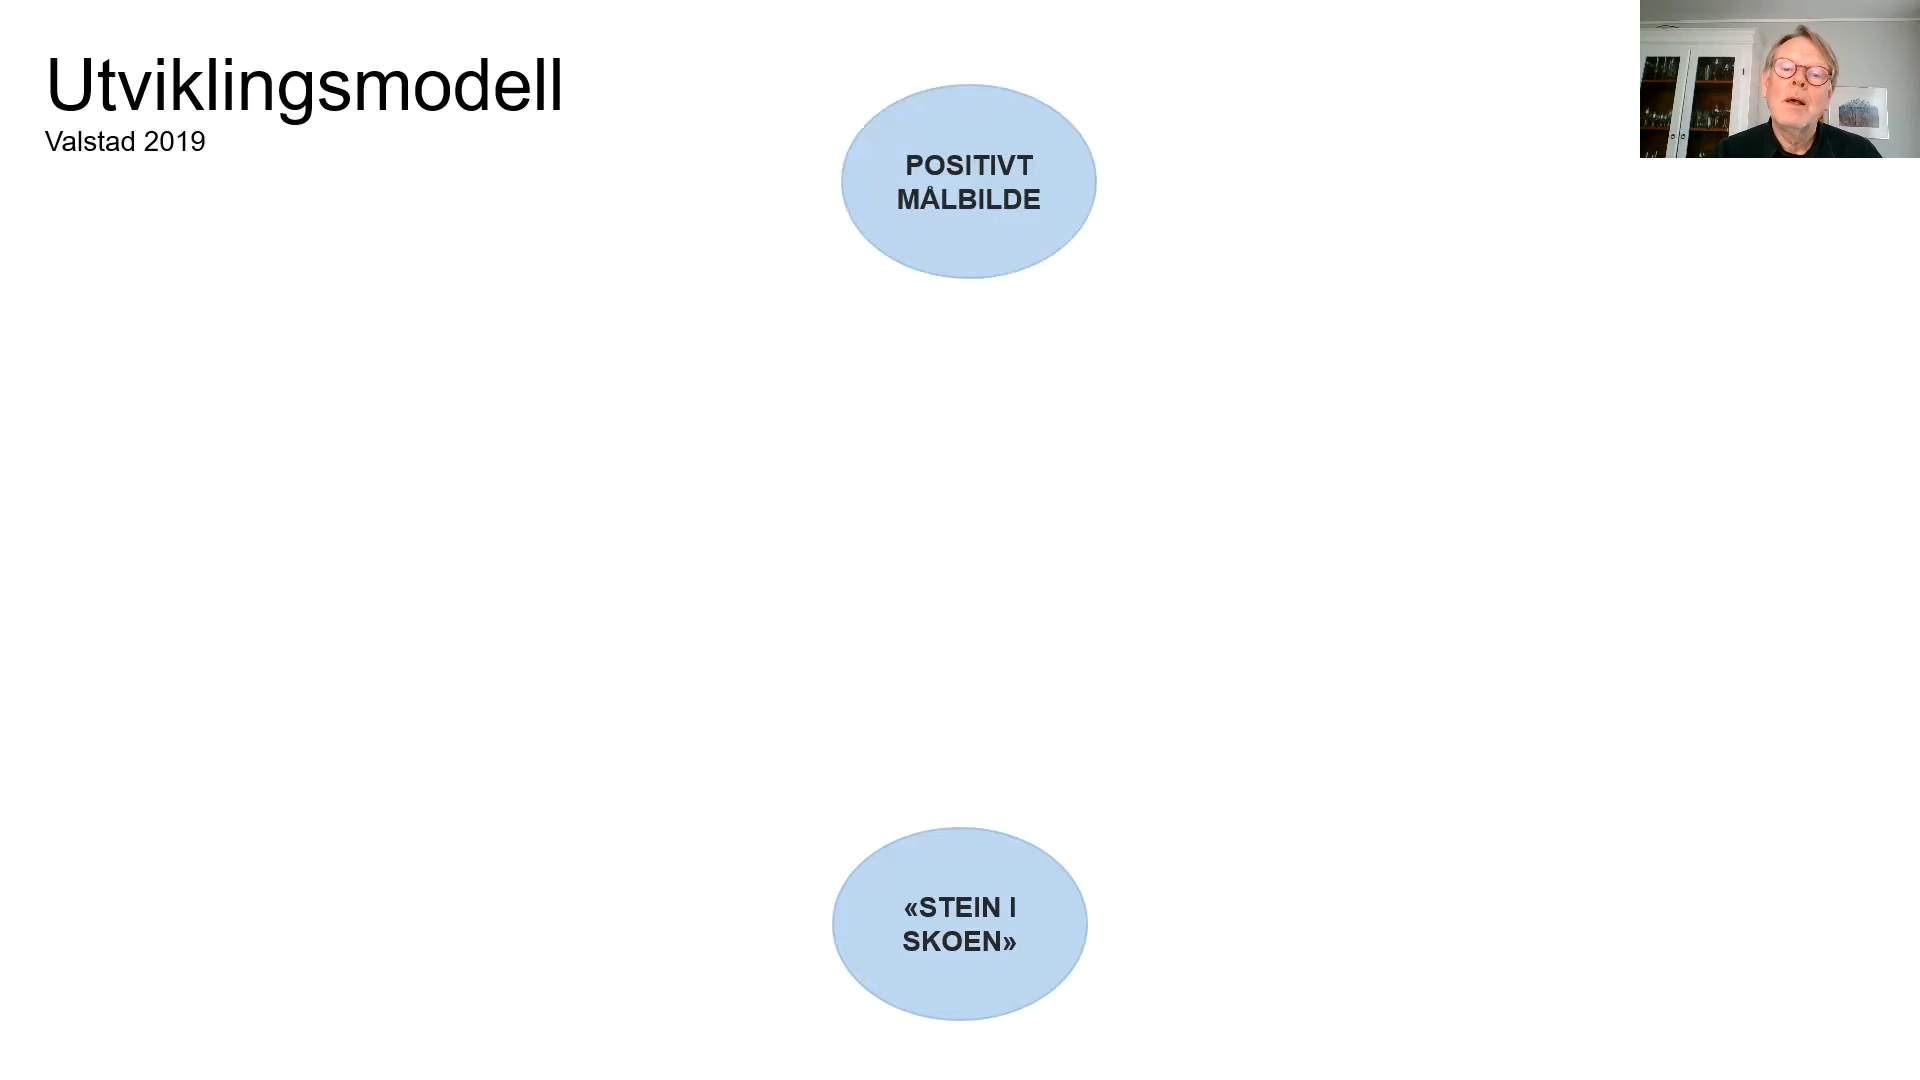 Utviklingsmodell
Valstad 2019
POSITIVT
MÅLBILDE
«STEIN I
SKOEN»